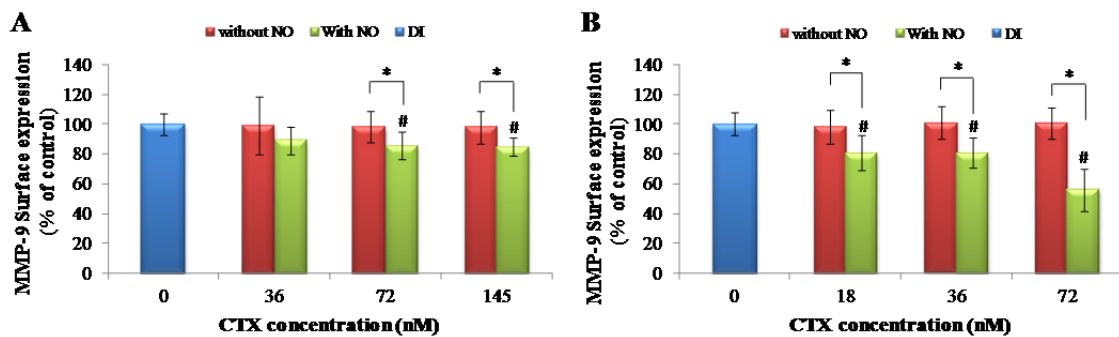 A
without NO With NO DI
MMP-9 Surface expression
(% of control)
140
120
100
80
60
40
20
0
* *
# #
0 36 72 145
CTX concentration (nM)
B
without NO With NO DI
MMP-9 Surface expression
(% of control)
140
120
100
80
60
40
20
0
* * *
# # #
0 18 36 72
CTX concentration (nM)